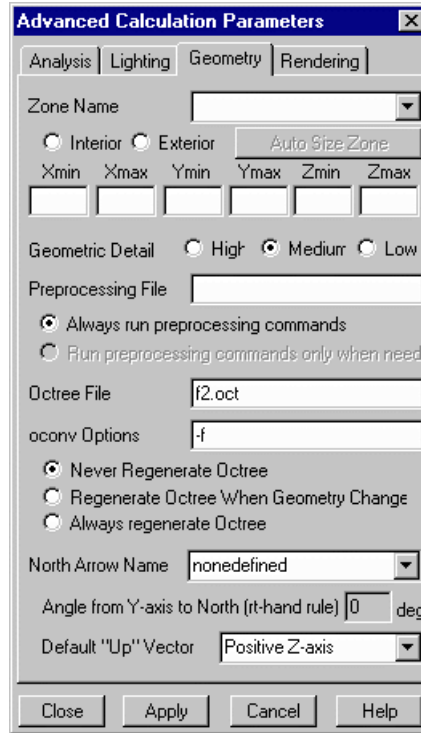 Advanced Calculation Parameters
Analysis Lighting Geometry Rendering
Zone Name
Interior Exterior Auto Size Zone
Xmin Xmax Ymin Ymax Zmin Zmax
Geometric Detail High Medium Low
Preprocessing File
Always run preprocessing commands
Run preprocessing commands only when need
Octree File f2.oct
oconv Options -f
Never Regenerate Octree
Regenerate Octree When Geometry Change
Always regenerate Octree
North Arrow Name nonedefined
Angle from Y-axis to North (rt-hand rule) 0 deg
Default "Up" Vector Positive Z-axis
Close Apply Cancel Help